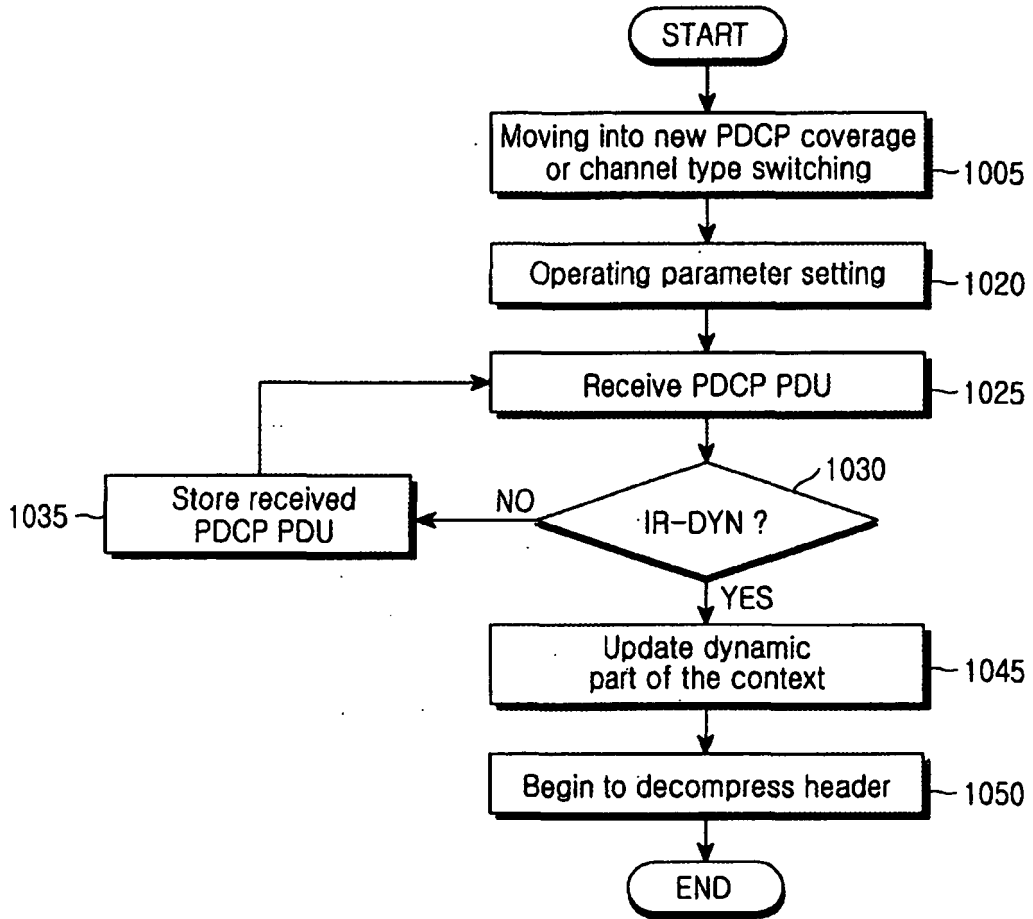 START
Moving into new PDCP coverage
or channel type switching
1005
Operating parameter setting
1020
Receive PDCP PDU
1025
1030
IR-DYN ?
NO
1035
Store received
PDCP PDU
YES
Update dynamic
part of the context
1045
Begin to decompress header
1050
END